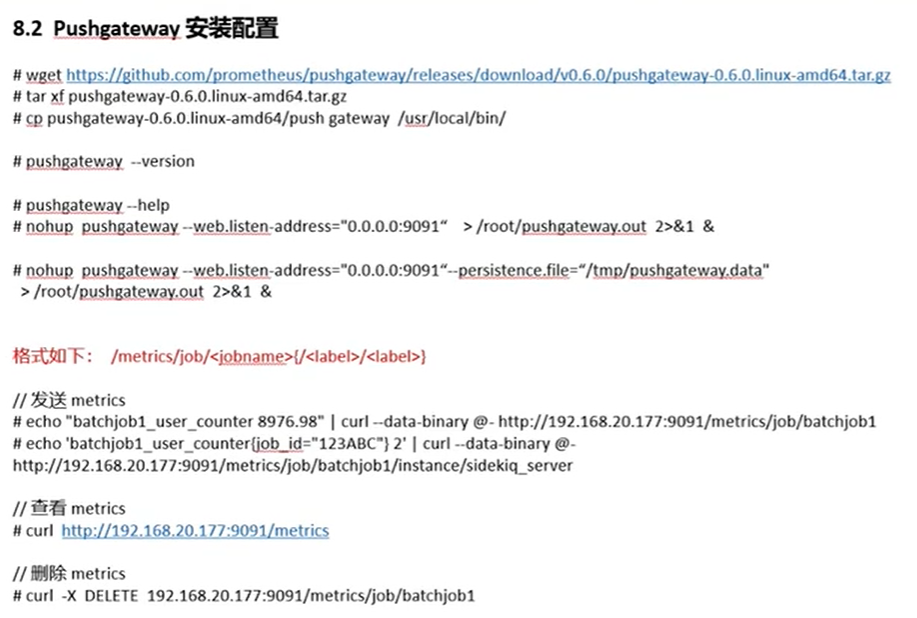 8.2 Pushgateway 安装配置
# wget https://github.com/prometheus/pushgateway/releases/download/v0.6.0/pushgateway-0.6.0.linux-amd64.tar.gz
# tar xf pushgateway-0.6.0.linux-amd64.tar.gz
# cp pushgateway-0.6.0.linux-amd64/push gateway /usr/local/bin/
# pushgateway --version
# pushgateway --help
# nohup pushgateway --web.listen-address="0.0.0.0:9091“ > /root/pushgateway.out 2>&1 &
# nohup pushgateway --web.listen-address="0.0.0.0:9091“--persistence.file=“/tmp/pushgateway.data"
> /root/pushgateway.out 2>&1 &
格式如下： /metrics/job/<jobname>{/<label>/<label>}
// 发送 metrics
# echo "batchjob1_user_counter 8976.98" | curl --data-binary @- http://192.168.20.177:9091/metrics/job/batchjob1
# echo 'batchjob1_user_counter{job_id="123ABC"} 2' | curl --data-binary @-
http://192.168.20.177:9091/metrics/job/batchjob1/instance/sidekiq_server
// 查看 metrics
# curl http://192.168.20.177:9091/metrics
// 删除 metrics
# curl -X DELETE 192.168.20.177:9091/metrics/job/batchjob1